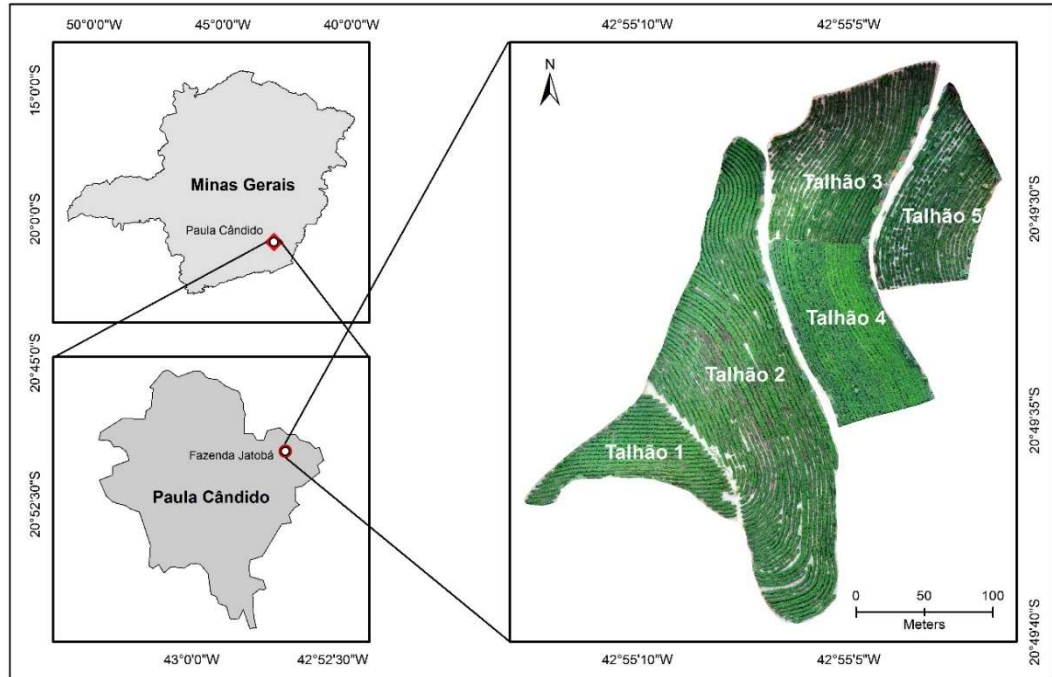 50°0'0"W
45°0'0"W
40°0'0"W
15°0'0"S
20°0'0"S
Minas Gerais
Paula Cândido
20°45'0"S
20°52'30"S
Fazenda Jatobá
Paula Cândido
43°0'0"W
42°52'30"W
42°55'10"W
42°55'5"W
N
Talhão 3
Talhão 5
Talhão 4
Talhão 2
Talhão 1
20°49'30"S
20°49'35"S
20°49'40"S
0 50 100
Meters
42°55'10"W
42°55'5"W